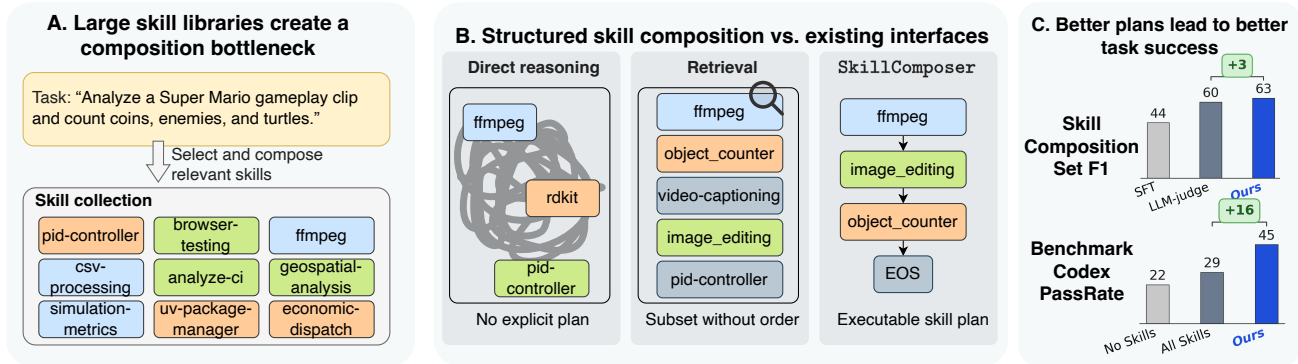 A. Large skill libraries create a
composition bottleneck
Task: “Analyze a Super Mario gameplay clip
and count coins, enemies, and turtles.”
Select and compose
relevant skills
Skill collection
pid-controller
browser-
testing
ffmpeg
csv-
processing
analyze-ci
geospatial-
analysis
simulation-
metrics
uv-package-
manager
economic-
dispatch
B. Structured skill composition vs. existing interfaces
Direct reasoning
ffmpeg
rdkit
pid-
controller
No explicit plan
Retrieval
ffmpeg
object_counter
video-captioning
image_editing
pid-controller
Subset without order
SkillComposer
ffmpeg
image_editing
object_counter
EOS
Executable skill plan
C. Better plans lead to better
task success
Skill
Composition
Set F1
+3
44
60
63
SFT
LLM-judge
Ours
Benchmark
Codex
PassRate
+16
22
29
45
No Skills
All Skills
Ours